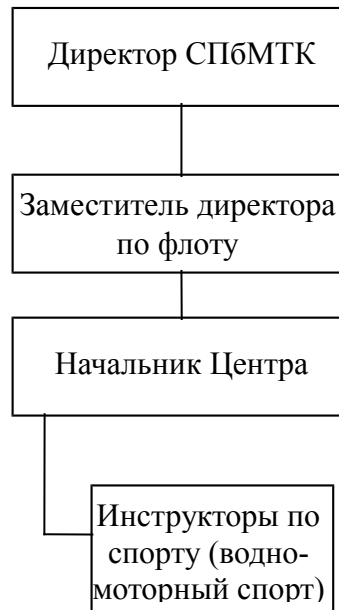 Директор СПбМТК
Заместитель директора
по флоту
Начальник Центра
Инструкторы по
спорту (водно-
моторный спорт)